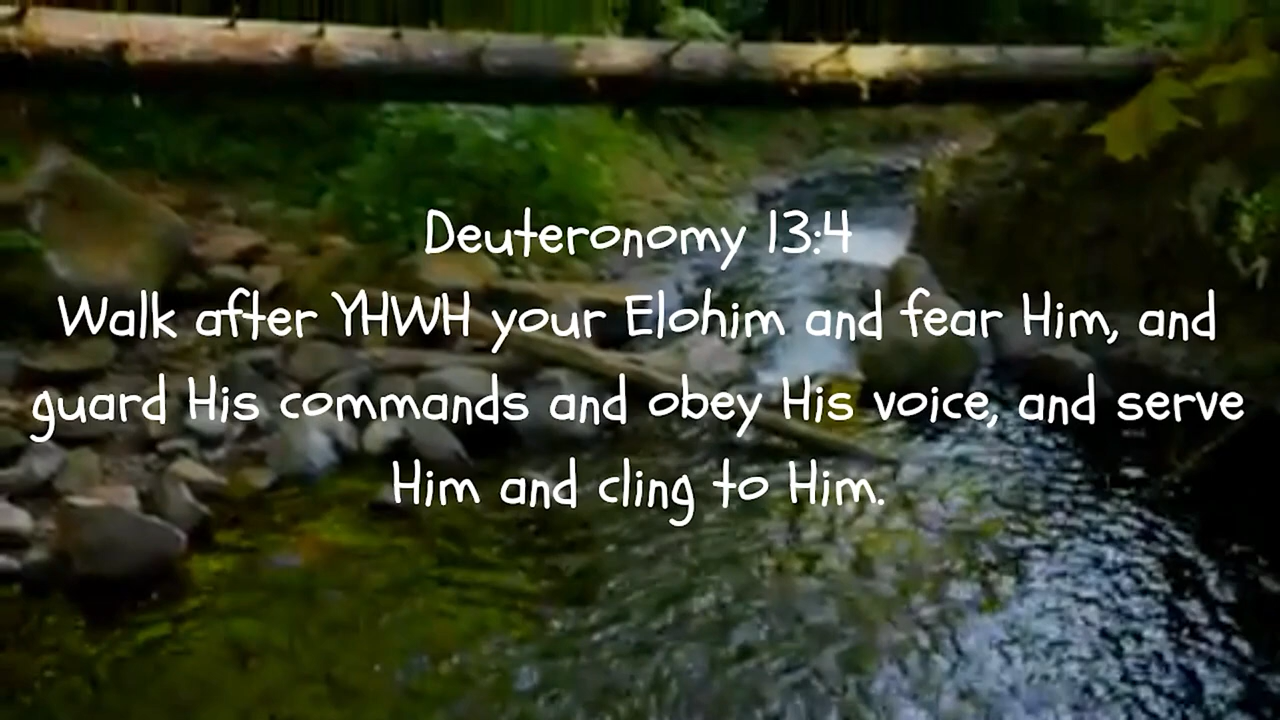 Deuteronomy 13:4
Walk after YHWH your Elohim and fear Him, and
guard His commands and obey His voice, and serve
Him and cling to Him.